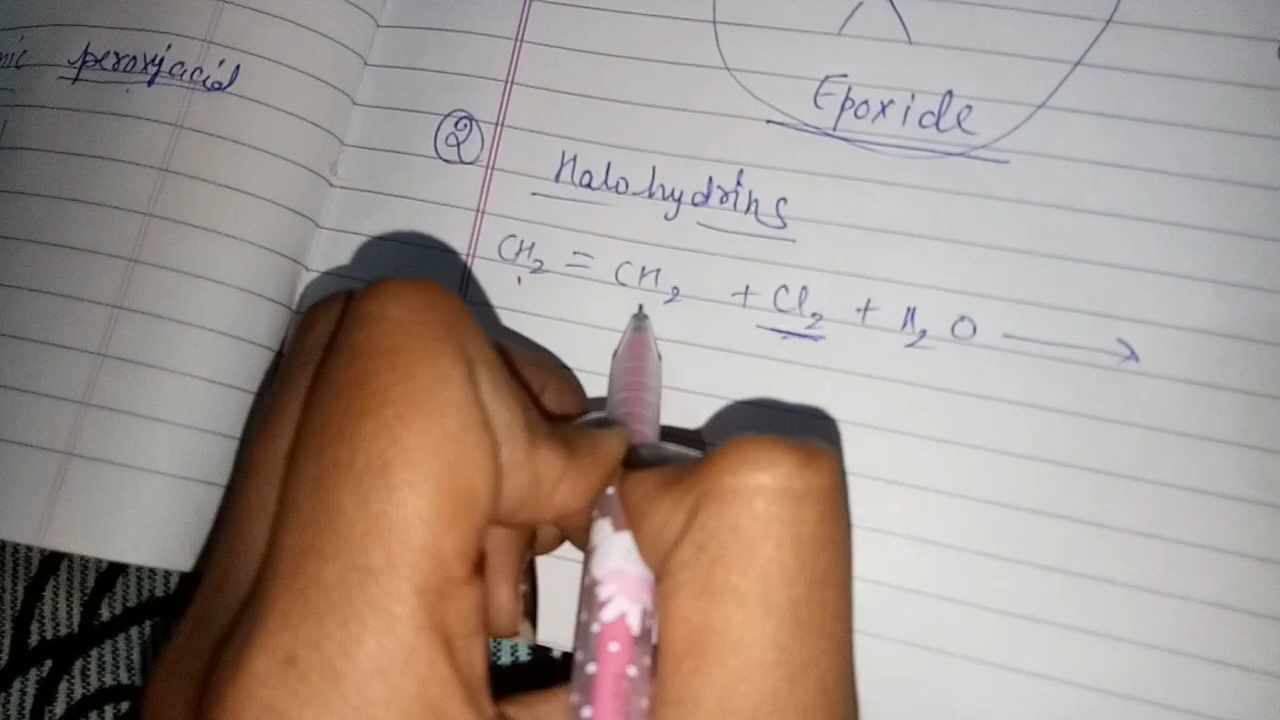 peroxyacid
Epoxide
② Halohydrins
CH₂ = CH₂ + Cl₂ + H₂O ⟶